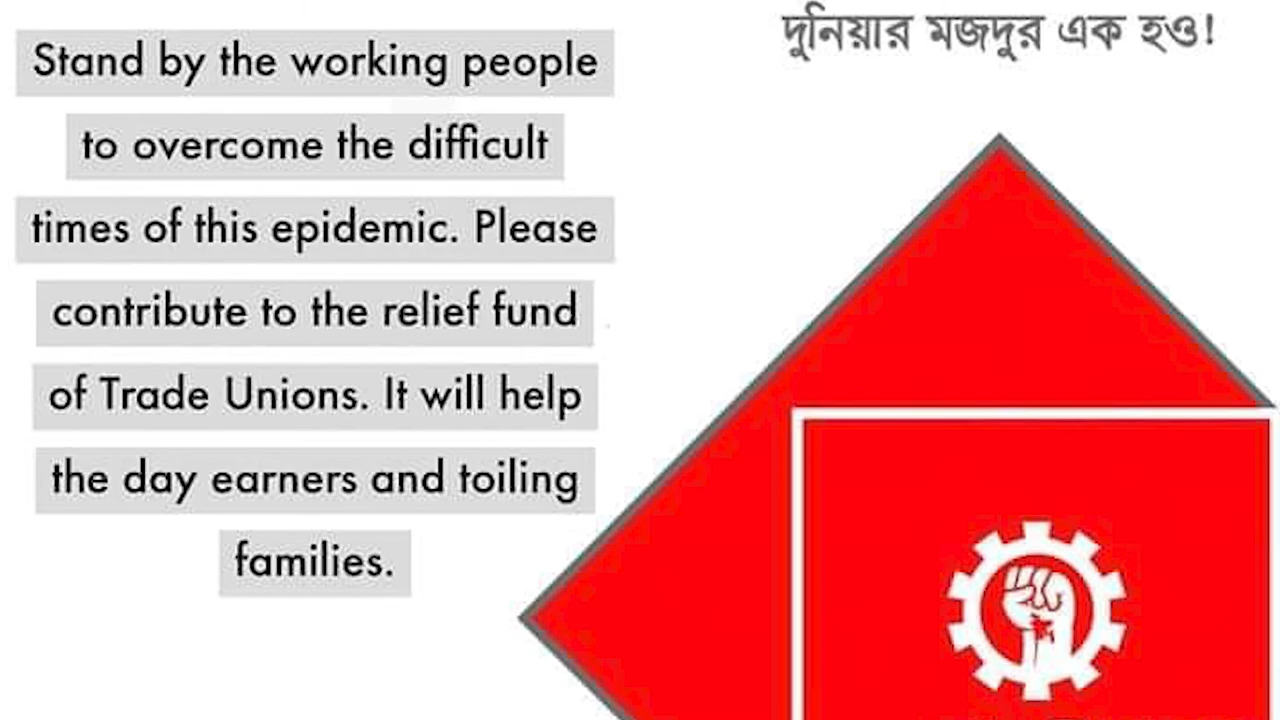 Stand by the working people
to overcome the difficult
times of this epidemic. Please
contribute to the relief fund
of Trade Unions. It will help
the day earners and toiling
families.
দুনিয়ার মজদুর এক হও!